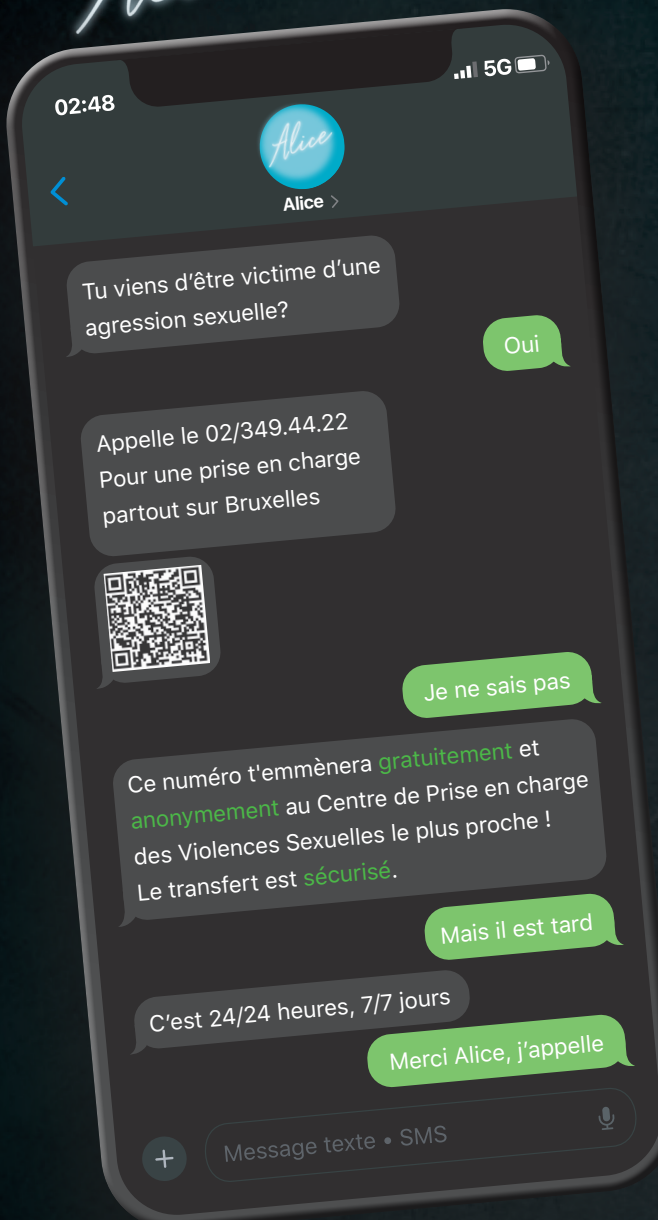 Alice
02:48
5G
Alice
Alice
Tu viens d’être victime d’une
agression sexuelle?
Oui
Appelle le 02/349.44.22
Pour une prise en charge
partout sur Bruxelles
Je ne sais pas
Ce numéro t'emmènera gratuitement et
anonymement au Centre de Prise en charge
des Violences Sexuelles le plus proche !
Le transfert est sécurisé.
Mais il est tard
C’est 24/24 heures, 7/7 jours
Merci Alice, j’appelle
Message texte • SMS